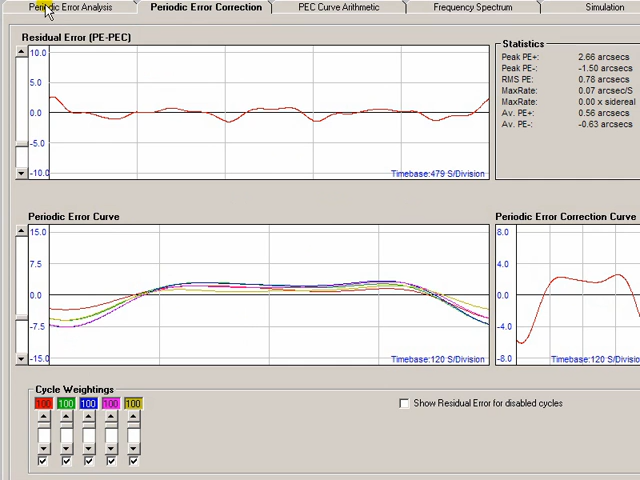 Periodic Error Analysis
Periodic Error Correction
PEC Curve Arithmetic
Frequency Spectrum
Simulation
Residual Error (PE-PEC)
10.0
5.0
0.0
-5.0
-10.0
Timebase:479 S/Division
Statistics
Peak PE+: 2.66 arcsecs
Peak PE-: -1.50 arcsecs
RMS PE: 0.78 arcsecs
MaxRate: 0.07 arcsec/S
MaxRate: 0.00 x sidereal
Av. PE+: 0.56 arcsecs
Av. PE-: -0.63 arcsecs
Periodic Error Curve
15.0
7.5
0.0
-7.5
-15.0
Timebase:120 S/Division
Periodic Error Correction Curve
8.0
4.0
0.0
-4.0
-8.0
Timebase:120 S/Division
Cycle Weightings
100 100 100 100 100
Show Residual Error for disabled cycles